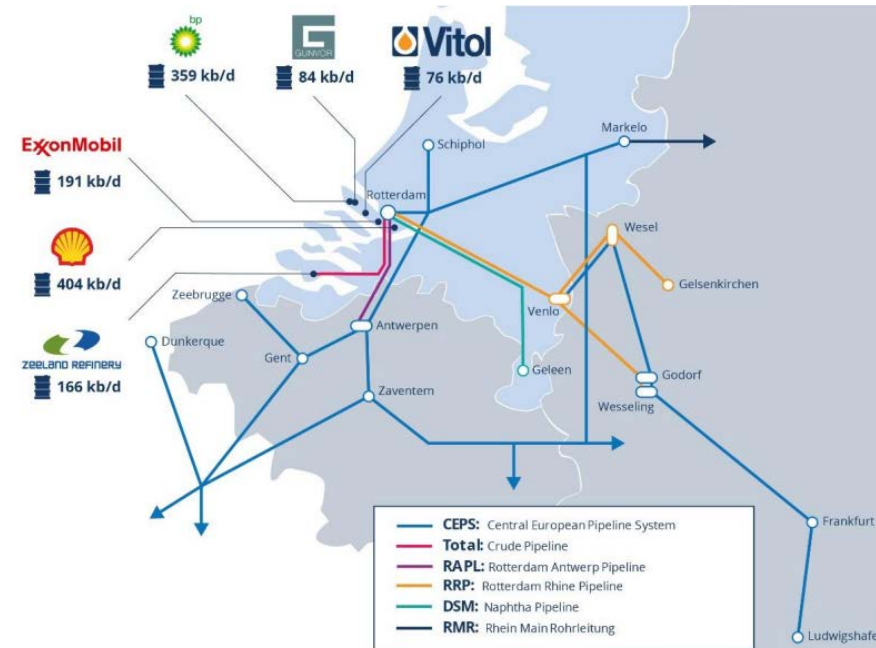 bp
359 kb/d
GUNVOR
84 kb/d
Vitol
76 kb/d
ExxonMobil
191 kb/d
404 kb/d
ZEELAND REFINERY
166 kb/d
Markelo
Schiphol
Rotterdam
Wesel
Gelsenkirchen
Zeebrugge
Venlo
Dunkerque
Antwerpen
Gent
Geleen
Godorf
Zaventem
Wesseling
Frankfurt
Ludwigshafe
CEPS: Central European Pipeline System
Total: Crude Pipeline
RAPL: Rotterdam Antwerp Pipeline
RRP: Rotterdam Rhine Pipeline
DSM: Naphtha Pipeline
RMR: Rhein Main Rohrleitung